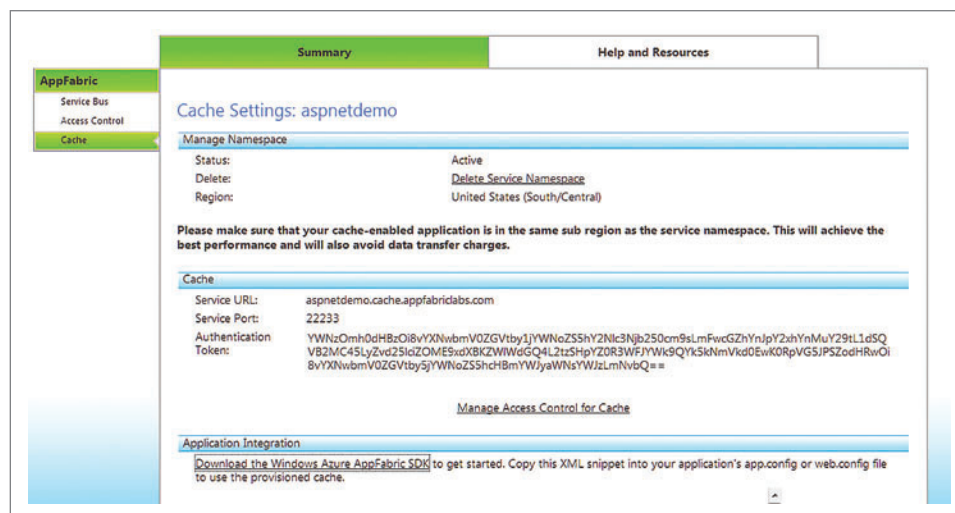 Summary
Help and Resources
AppFabric
Service Bus
Access Control
Cache
Cache Settings: aspnetdemo
Manage Namespace
Status: Active
Delete: Delete Service Namespace
Region: United States (South/Central)
Please make sure that your cache-enabled application is in the same sub region as the service namespace. This will achieve the
best performance and will also avoid data transfer charges.
Cache
Service URL: aspnetdemo.cache.appfabriclabs.com
Service Port: 22233
Authentication
Token:
Manage Access Control for Cache
Application Integration
Download the Windows Azure AppFabric SDK to get started. Copy this XML snippet into your application's app.config or web.config file
to use the provisioned cache.